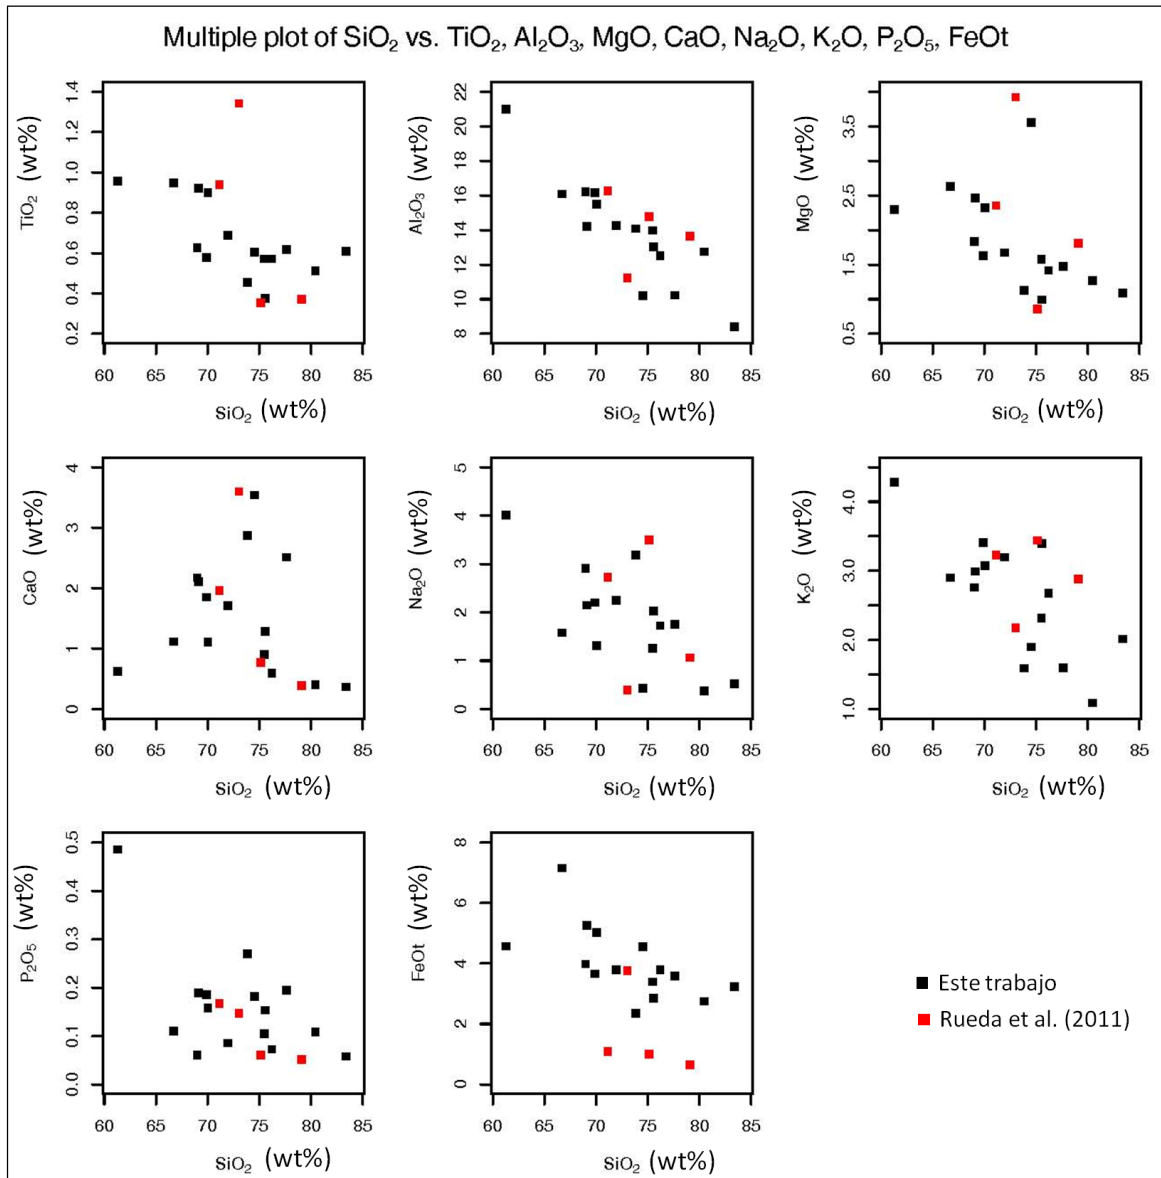 Multiple plot of SiO₂ vs. TiO₂, Al₂O₃, MgO, CaO, Na₂O, K₂O, P₂O₅, FeOt
TiO₂ (wt%)
1.4
1.2
1.0
0.8
0.6
0.4
0.2
60 65 70 75 80 85
SiO₂ (wt%)
Al₂O₃ (wt%)
22
20
18
16
14
12
10
8
60 65 70 75 80 85
SiO₂ (wt%)
MgO (wt%)
3.5
2.5
1.5
0.5
60 65 70 75 80 85
SiO₂ (wt%)
CaO (wt%)
4
3
2
1
0
60 65 70 75 80 85
SiO₂ (wt%)
Na₂O (wt%)
5
4
3
2
1
0
60 65 70 75 80 85
SiO₂ (wt%)
K₂O (wt%)
4.0
3.0
2.0
1.0
60 65 70 75 80 85
SiO₂ (wt%)
P₂O₅ (wt%)
0.5
0.4
0.3
0.2
0.1
0.0
60 65 70 75 80 85
SiO₂ (wt%)
FeOt (wt%)
8
6
4
2
0
60 65 70 75 80 85
SiO₂ (wt%)
Este trabajo
Rueda et al. (2011)